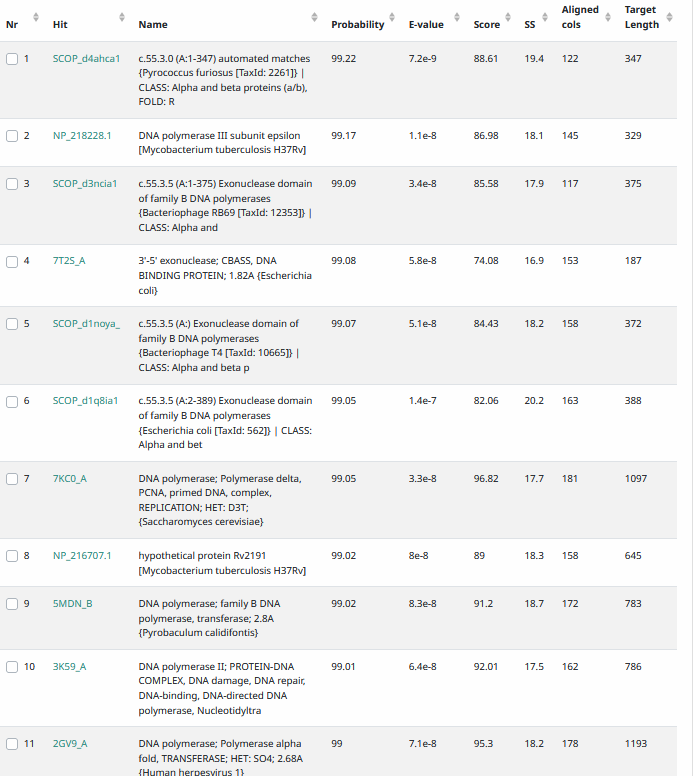 Nr Hit Name Probability E-value Score SS Aligned cols Target Length
1 SCOP_d4ahca1 c.55.3.0 (A:1-347) automated matches 99.22 7.2e-9 88.61 19.4 122 347
{Pyrococcus furiosus [TaxId: 2261]} |
CLASS: Alpha and beta proteins (a/b),
FOLD: R
2 NP_218228.1 DNA polymerase III subunit epsilon 99.17 1.1e-8 86.98 18.1 145 329
[Mycobacterium tuberculosis H37Rv]
3 SCOP_d3ncia1 c.55.3.5 (A:1-375) Exonuclease domain 99.09 3.4e-8 85.58 17.9 117 375
of family B DNA polymerases
{Bacteriophage RB69 [TaxId: 12353]} |
CLASS: Alpha and
4 7T2S_A 3'-5' exonuclease; CBASS, DNA 99.08 5.8e-8 74.08 16.9 153 187
BINDING PROTEIN; 1.82A {Escherichia
coli}
5 SCOP_d1noya_ c.55.3.5 (A:) Exonuclease domain of 99.07 5.1e-8 84.43 18.2 158 372
family B DNA polymerases
{Bacteriophage T4 [TaxId: 10665]} |
CLASS: Alpha and beta p
6 SCOP_d1q8ia1 c.55.3.5 (A:2-389) Exonuclease domain 99.05 1.4e-7 82.06 20.2 163 388
of family B DNA polymerases
{Escherichia coli [TaxId: 562]} | CLASS:
Alpha and bet
7 7KC0_A DNA polymerase; Polymerase delta, 99.05 3.3e-8 96.82 17.7 181 1097
PCNA, primed DNA, complex,
REPLICATION; HET: D3T;
{Saccharomyces cerevisiae}
8 NP_216707.1 hypothetical protein Rv2191 99.02 8e-8 89 18.3 158 645
[Mycobacterium tuberculosis H37Rv]
9 5MDN_B DNA polymerase; family B DNA 99.02 8.3e-8 91.2 18.7 172 783
polymerase, transferase; 2.8A
{Pyrobaculum calidifontis}
10 3K59_A DNA polymerase II; PROTEIN-DNA 99.01 6.4e-8 92.01 17.5 162 786
COMPLEX, DNA damage, DNA repair,
DNA-binding, DNA-directed DNA
polymerase, Nucleotidyltra
11 2GV9_A DNA polymerase; Polymerase alpha 99 7.1e-8 95.3 18.2 178 1193
fold, TRANSFERASE; HET: SO4; 2.68A
{Human herpesvirus 1}